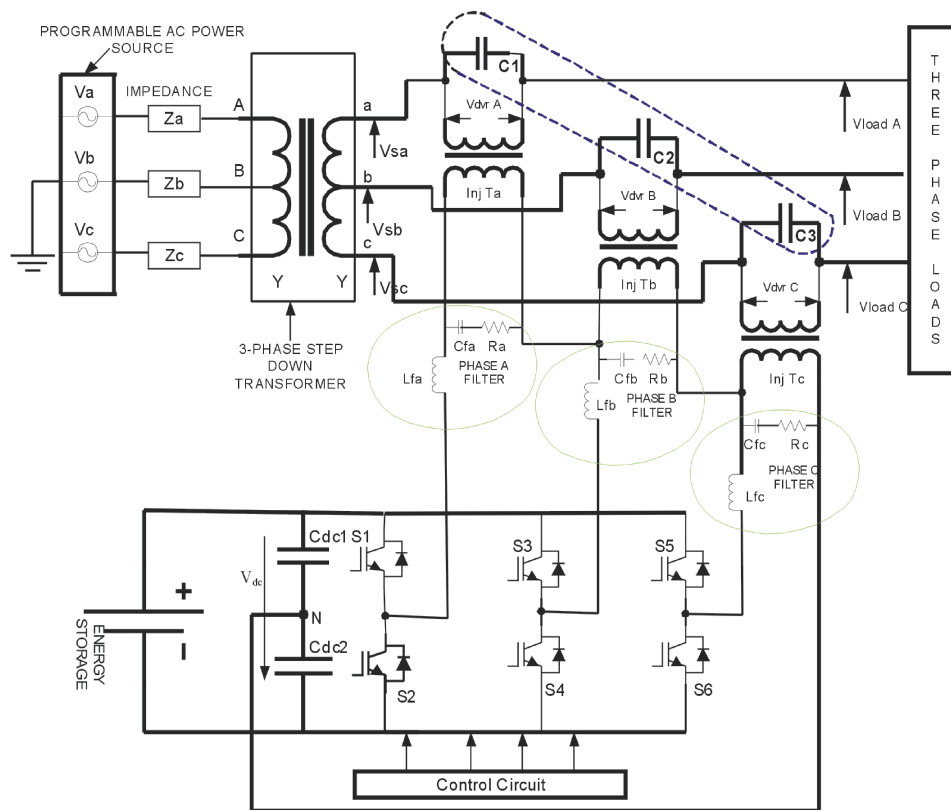 PROGRAMMABLE AC POWER
SOURCE
Va
Vb
Vc
IMPEDANCE
Za
Zb
Zc
A
B
C
Y
Y
a
b
c
3-PHASE STEP
DOWN
TRANSFORMER
Vsa
Vsb
Vsc
C1
Vdvr A
Inj Ta
C2
Vdvr B
Inj Tb
C3
Vdvr C
Inj Tc
Vload A
Vload B
Vload C
THREE PHASE LOADS
Cfa
Ra
PHASE A
FILTER
Lfa
Cfb
Rb
PHASE B
FILTER
Lfb
Cfc
Rc
PHASE C
FILTER
Lfc
ENERGY
STORAGE
+
-
Vdc
Cdc1
N
Cdc2
S1
S2
S3
S4
S5
S6
Control Circuit